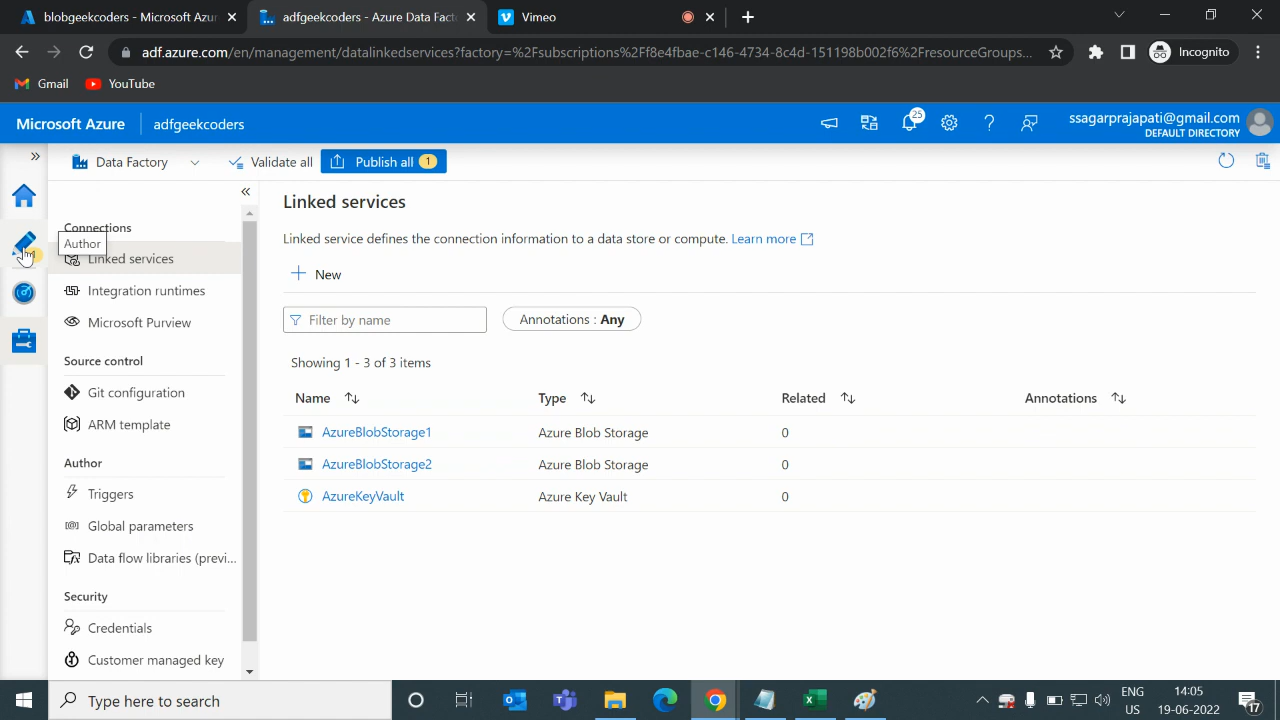 blobgeekcoders - Microsoft Azur
adfgeekcoders - Azure Data Fact
Vimeo
adf.azure.com/en/management/datalinkedservices?factory=%2Fsubscriptions%2Ff8e4fbae-c146-4734-8c4d-151198b002f6%2FresourceGroups...
Incognito
Gmail
YouTube
Microsoft Azure
adfgeekcoders
25
ssagarprajapati@gmail.com
DEFAULT DIRECTORY
Data Factory
Validate all
Publish all 1
Connections
Author
Linked services
Integration runtimes
Microsoft Purview
Source control
Git configuration
ARM template
Author
Triggers
Global parameters
Data flow libraries (previ...
Security
Credentials
Customer managed key
Linked services
Linked service defines the connection information to a data store or compute. Learn more
New
Filter by name
Annotations : Any
Showing 1 - 3 of 3 items
Name Type Related Annotations
AzureBlobStorage1 Azure Blob Storage 0
AzureBlobStorage2 Azure Blob Storage 0
AzureKeyVault Azure Key Vault 0
Type here to search
ENG
US
14:05
19-06-2022
17